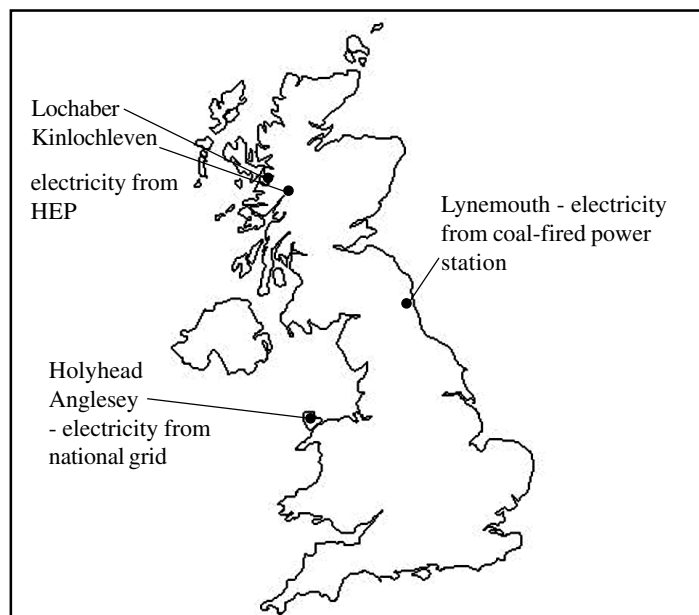 Lochaber
Kinlochleven
electricity from
HEP
Lynemouth - electricity
from coal-fired power
station
Holyhead
Anglesey
- electricity from
national grid